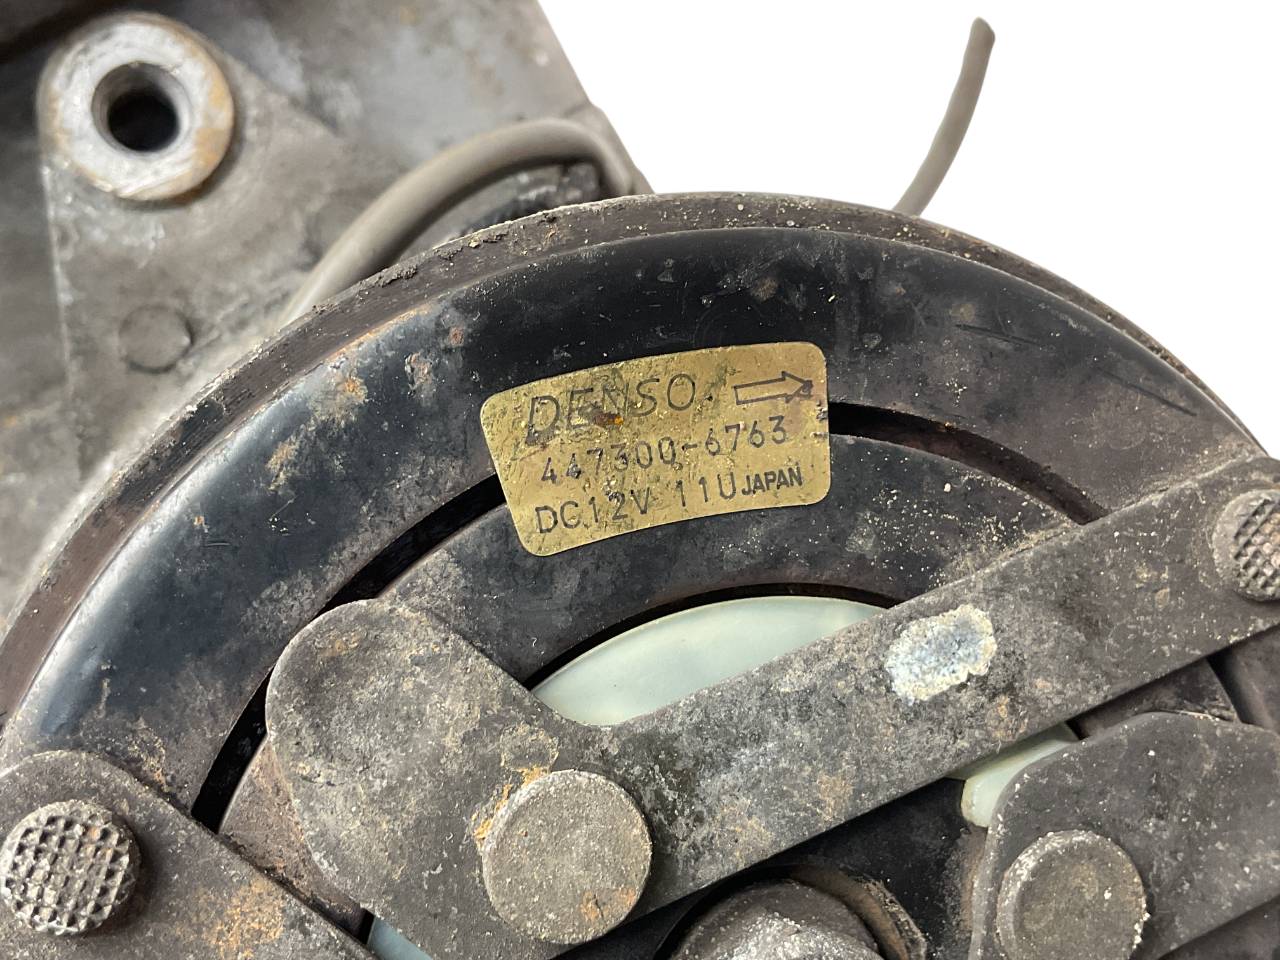 DENSO
447300-6763
DC12V 11U JAPAN